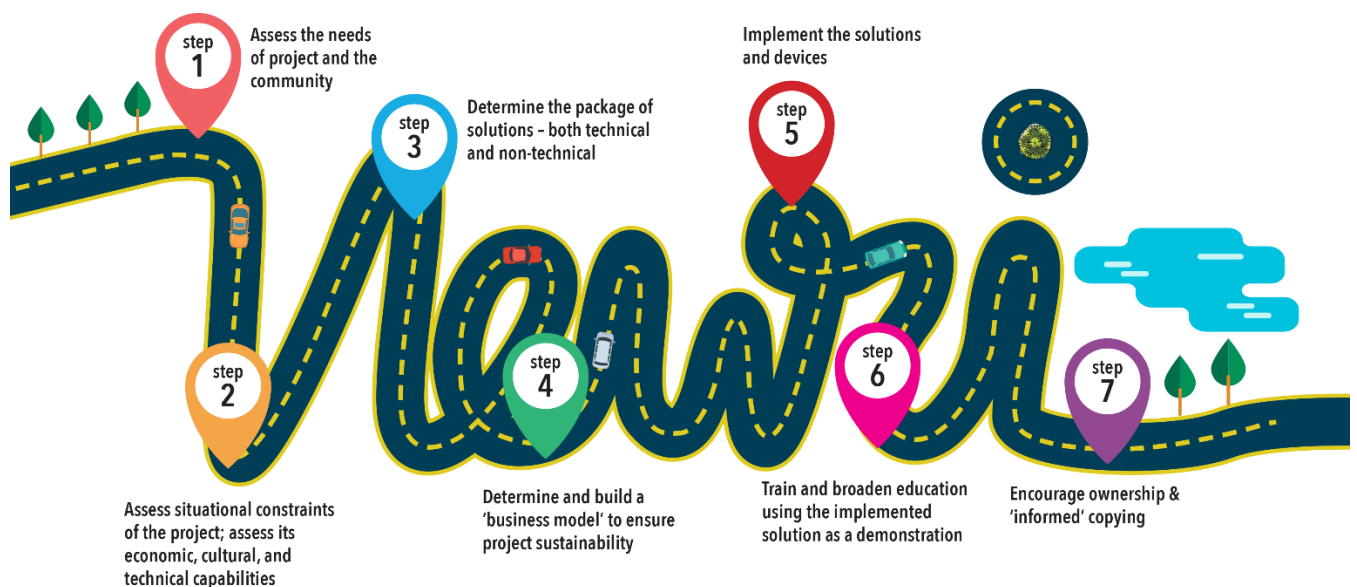 step
1
Assess the needs
of project and the
community
step
2
Assess situational constraints
of the project; assess its
economic, cultural, and
technical capabilities
step
3
Determine the package of
solutions – both technical
and non-technical
step
4
Determine and build a
‘business model’ to ensure
project sustainability
step
5
Implement the solutions
and devices
step
6
Train and broaden education
using the implemented
solution as a demonstration
step
7
Encourage ownership &
‘informed’ copying